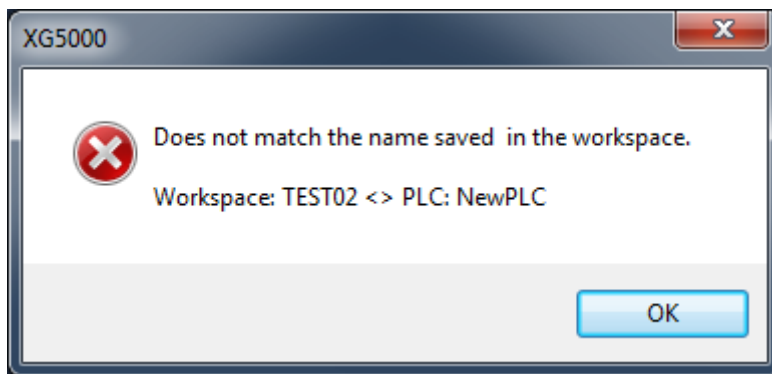 XG5000
Does not match the name saved  in the workspace.
Workspace: TEST02 <> PLC: NewPLC
OK